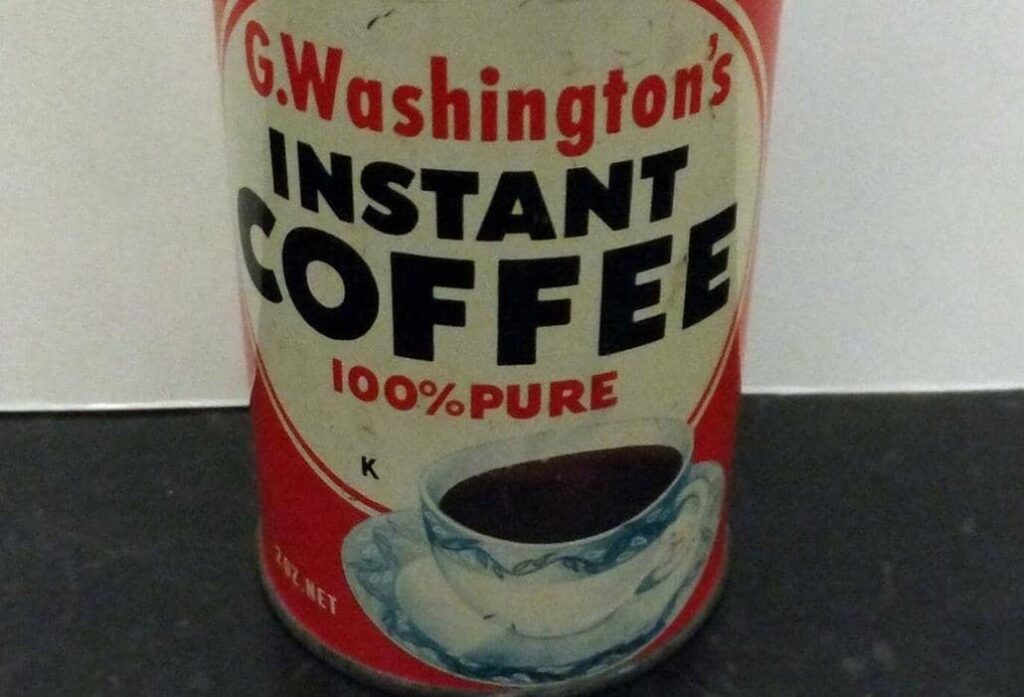 G.Washington's
INSTANT
COFFEE
100% PURE
K
2 OZ. NET